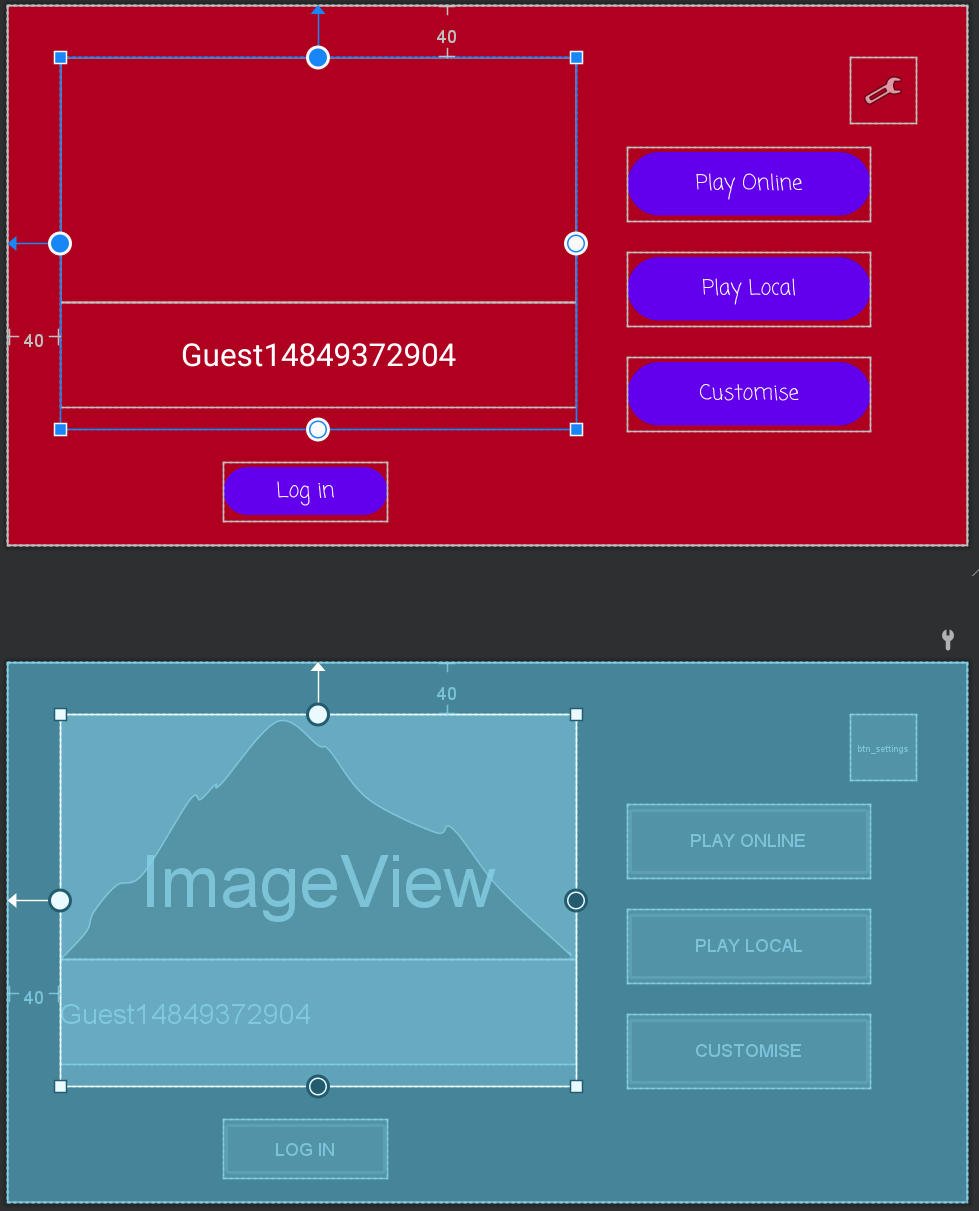 40
Play Online
Play Local
40
Guest14849372904
Customise
Log in
40
btn_settings
PLAY ONLINE
ImageView
PLAY LOCAL
40
Guest14849372904
CUSTOMISE
LOG IN